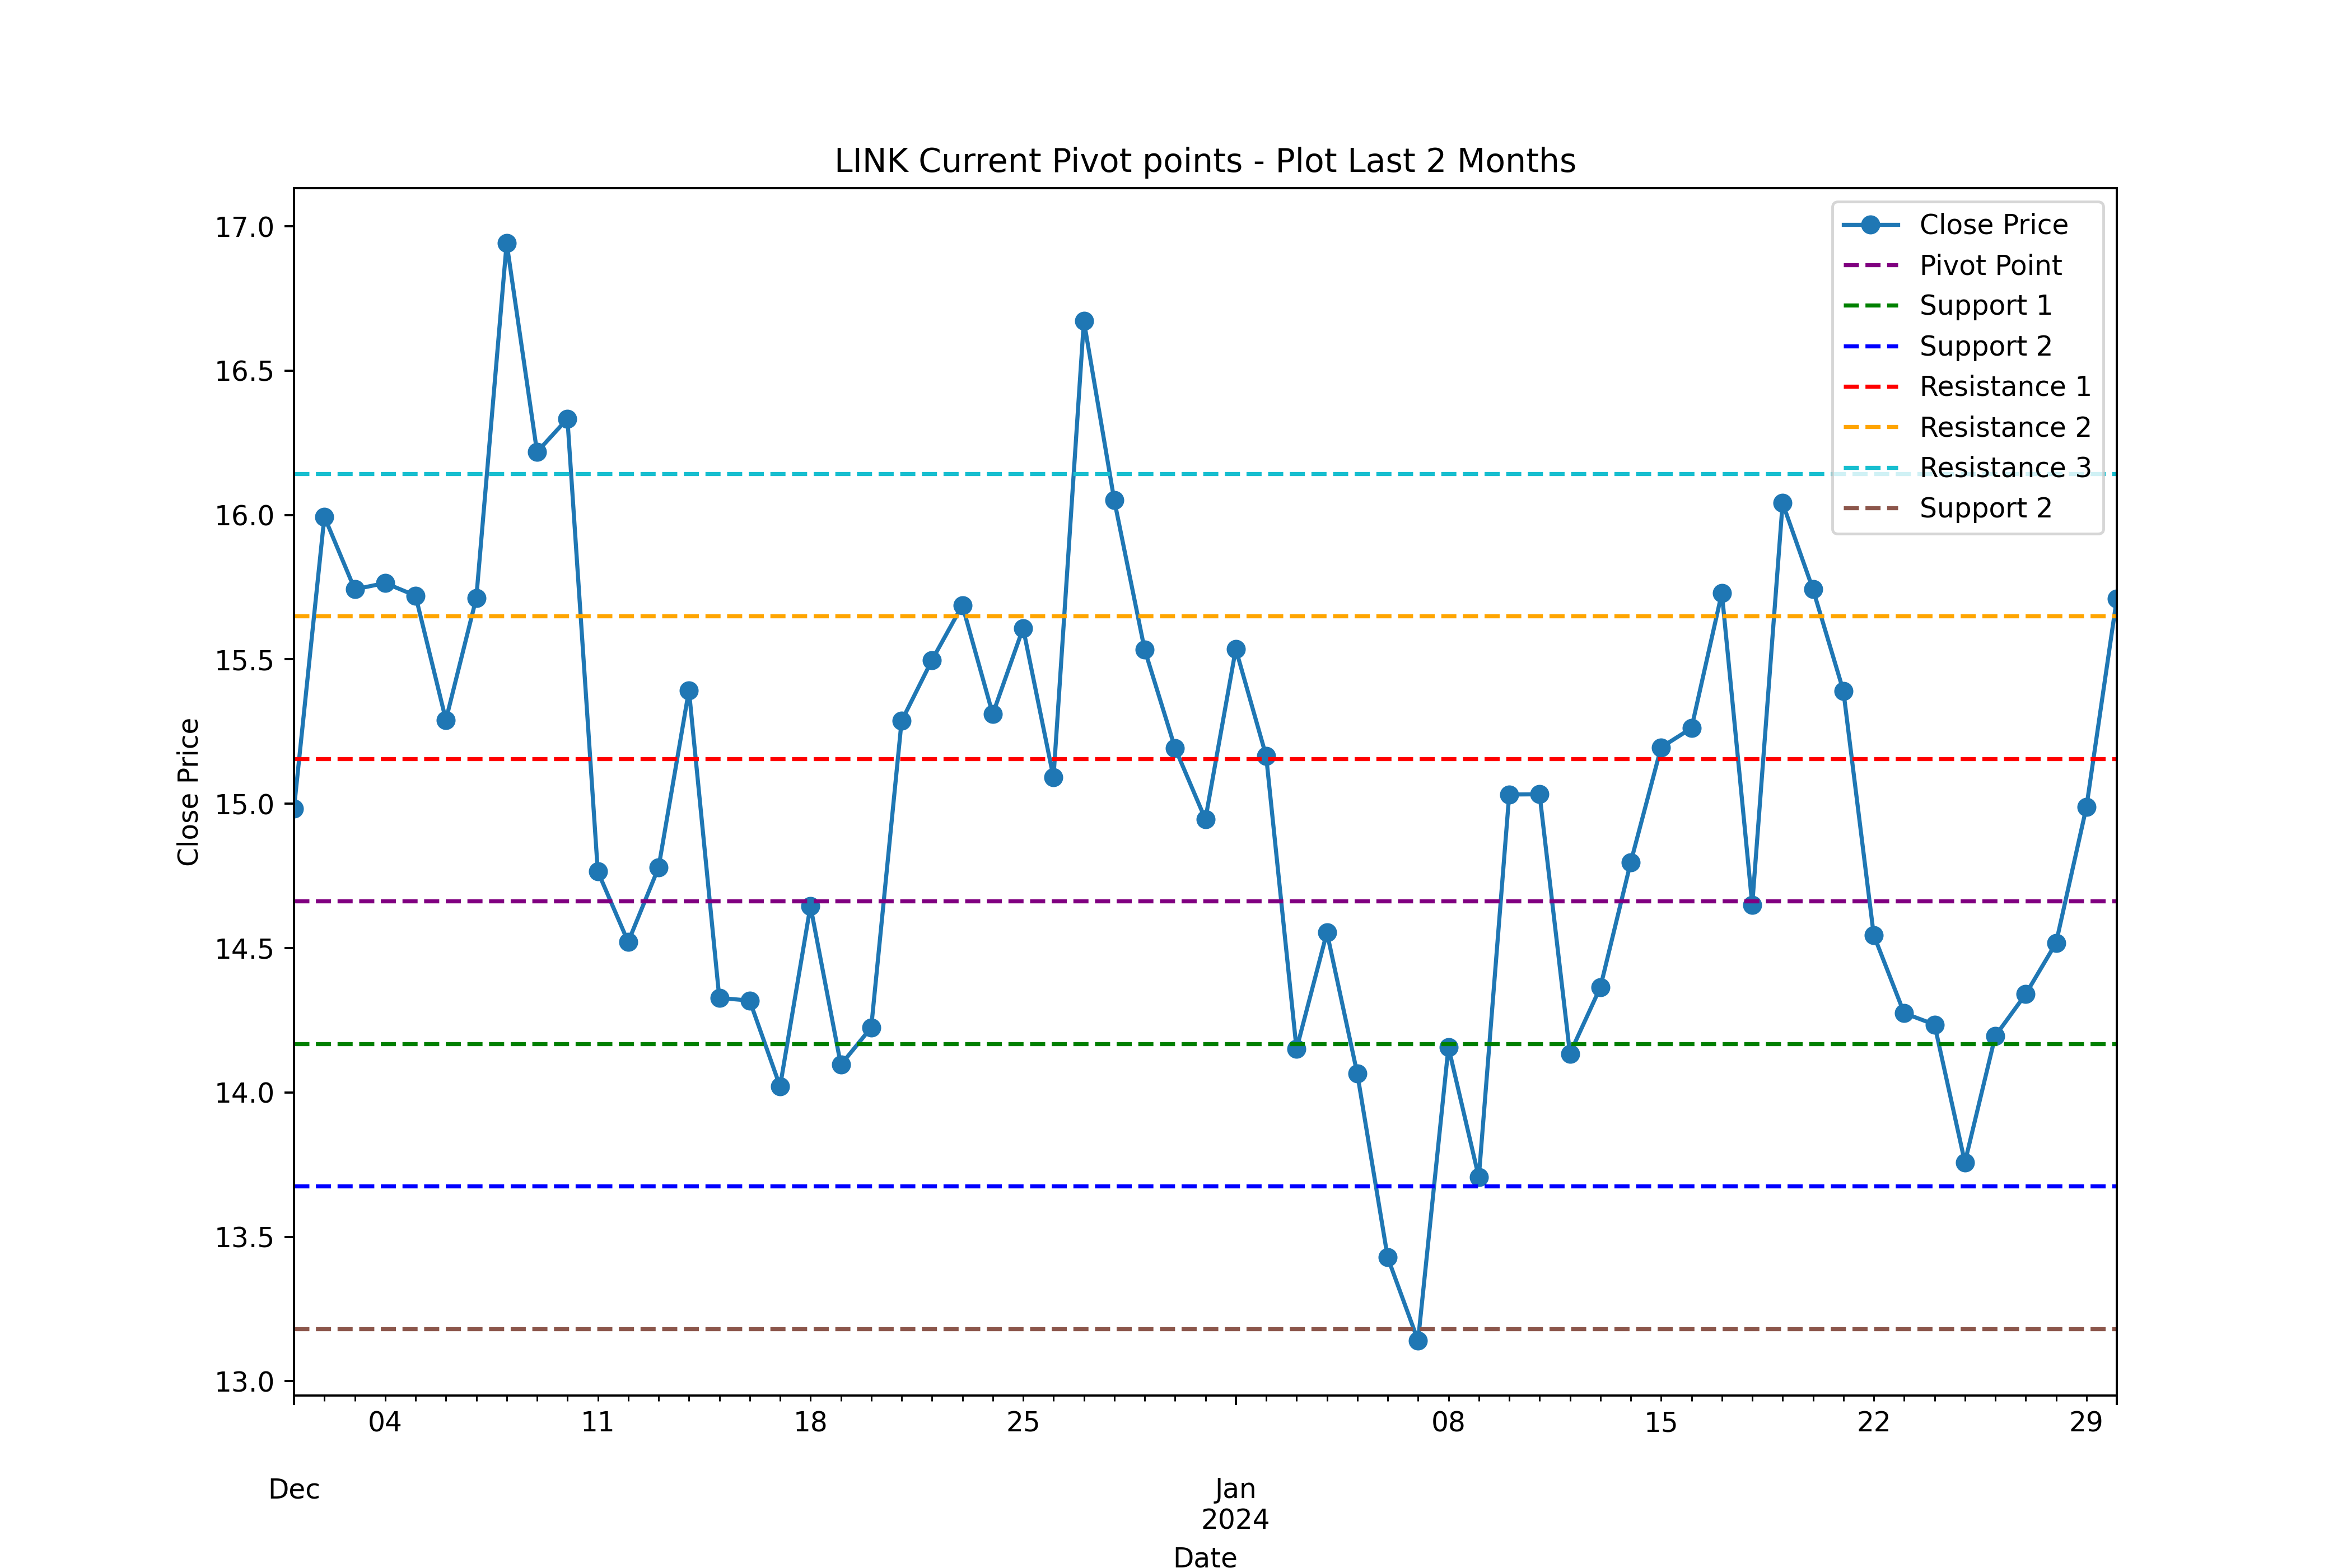 LINK Current Pivot points - Plot Last 2 Months
17.0
16.5
16.0
15.5
15.0
14.5
14.0
13.5
13.0
Close Price
Close Price
Pivot Point
Support 1
Support 2
Resistance 1
Resistance 2
Resistance 3
Support 2
04 11 18 25 08 15 22 29
Dec Jan
2024
Date